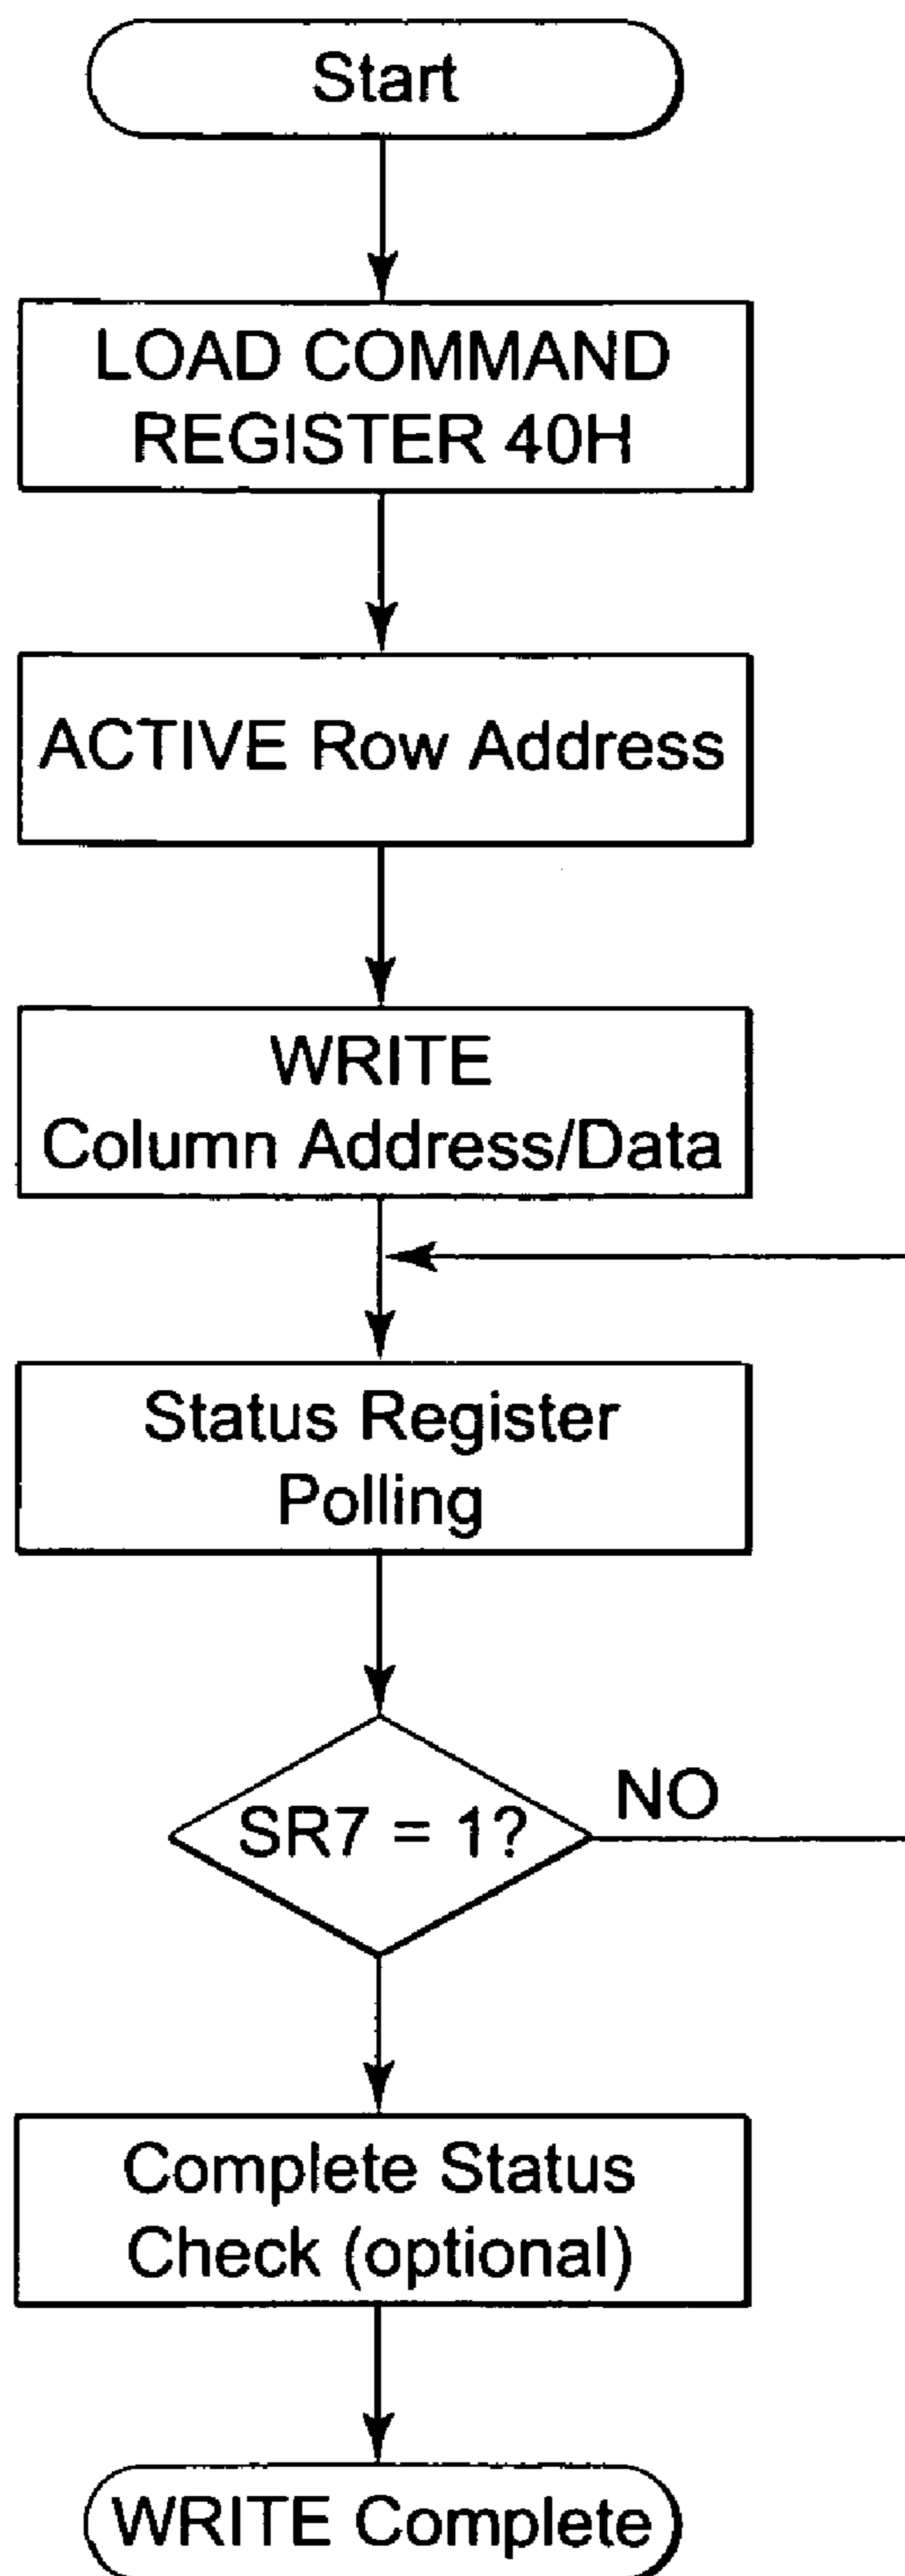 Start
LOAD COMMAND
REGISTER 40H
ACTIVE Row Address
WRITE
Column Address/Data
Status Register
Polling
SR7 = 1?
NO
Complete Status
Check (optional)
WRITE Complete